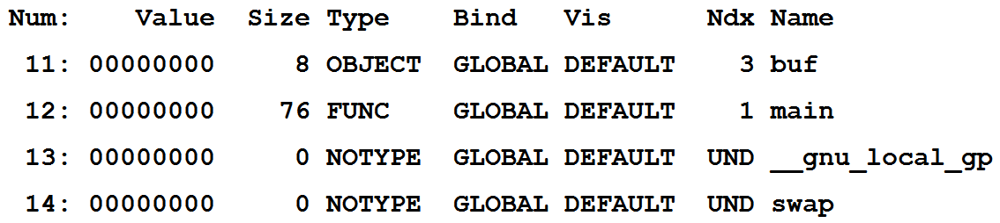 Num: Value Size Type Bind Vis Ndx Name
11: 00000000 8 OBJECT GLOBAL DEFAULT 3 buf
12: 00000000 76 FUNC GLOBAL DEFAULT 1 main
13: 00000000 0 NOTYPE GLOBAL DEFAULT UND __gnu_local_gp
14: 00000000 0 NOTYPE GLOBAL DEFAULT UND swap